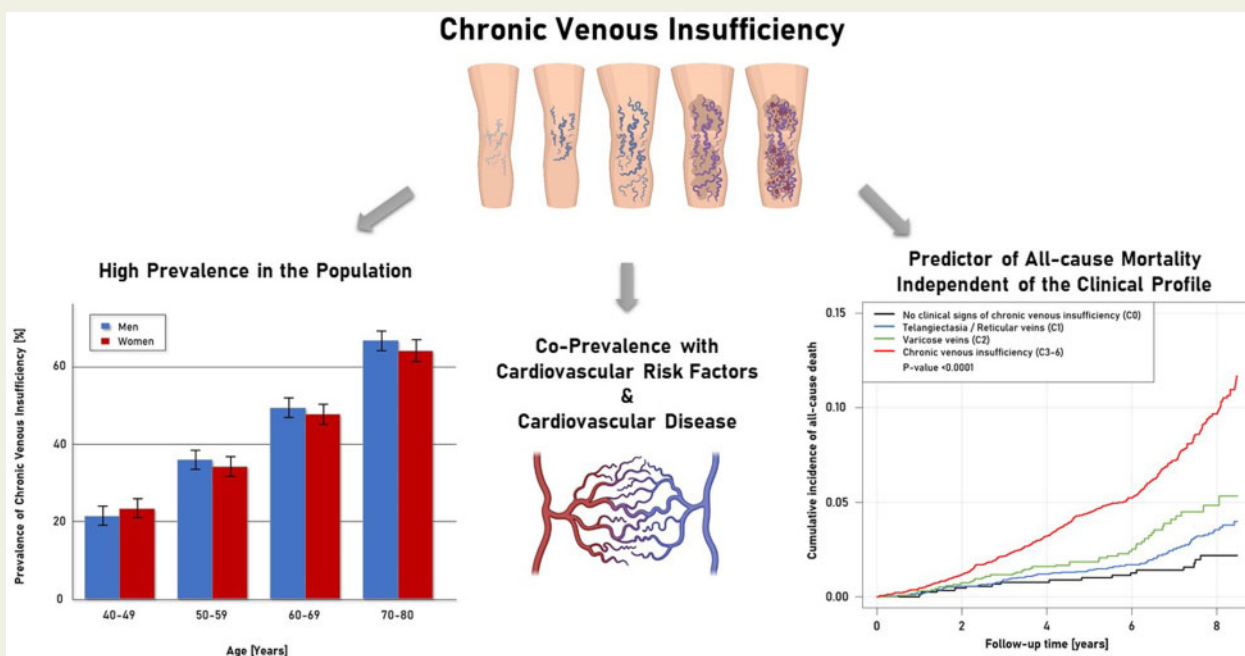 Chronic Venous Insufficiency
High Prevalence in the Population
Prevalence of Chronic Venous Insufficiency [%]
Men
Women
60
40
20
0
40-49
50-59
60-69
70-80
Age [Years]
Co-Prevalence with
Cardiovascular Risk Factors
&
Cardiovascular Disease
Predictor of All-cause Mortality
Independent of the Clinical Profile
Cumulative incidence of all-cause death
0.15
0.10
0.05
0.00
No clinical signs of chronic venous insufficiency (C0)
Telangiectasia / Reticular veins (C1)
Varicose veins (C2)
Chronic venous insufficiency (C3-6)
P-value <0.0001
0
2
4
6
8
Follow-up time [years]